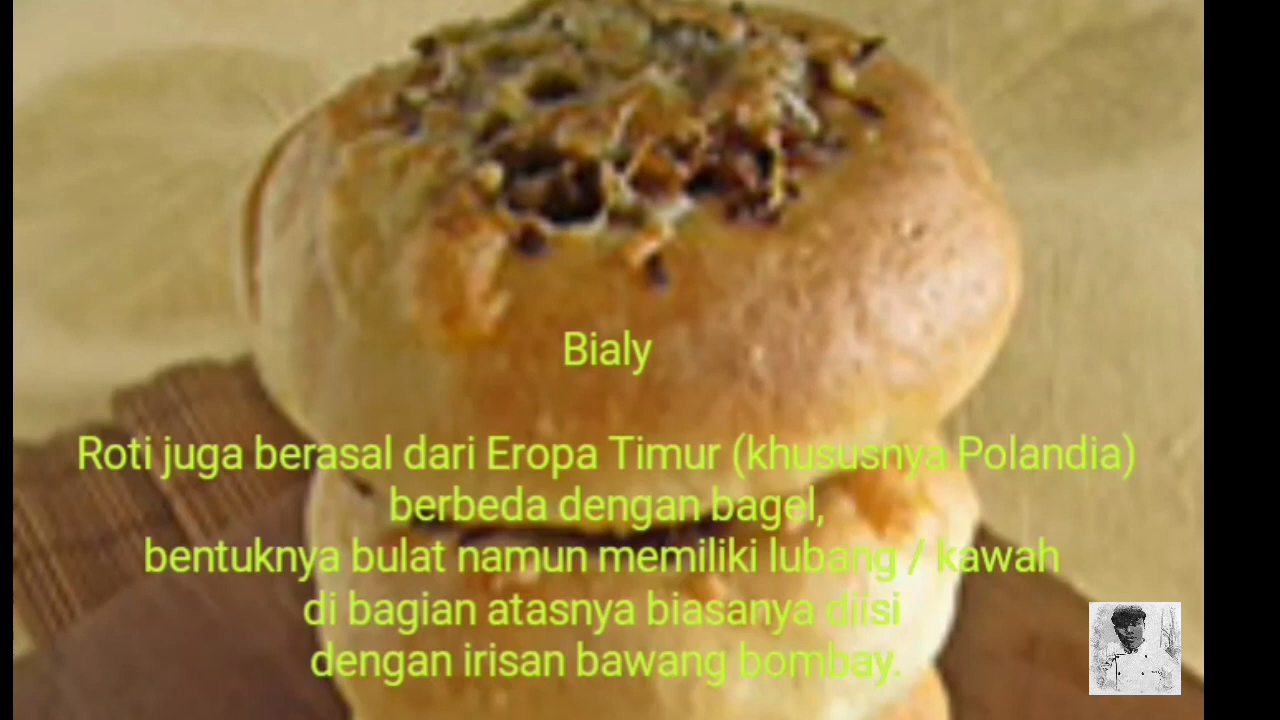 Bialy
Roti juga berasal dari Eropa Timur (khususnya Polandia)
berbeda dengan bagel,
bentuknya bulat namun memiliki lubang / kawah
di bagian atasnya biasanya diisi
dengan irisan bawang bombay.